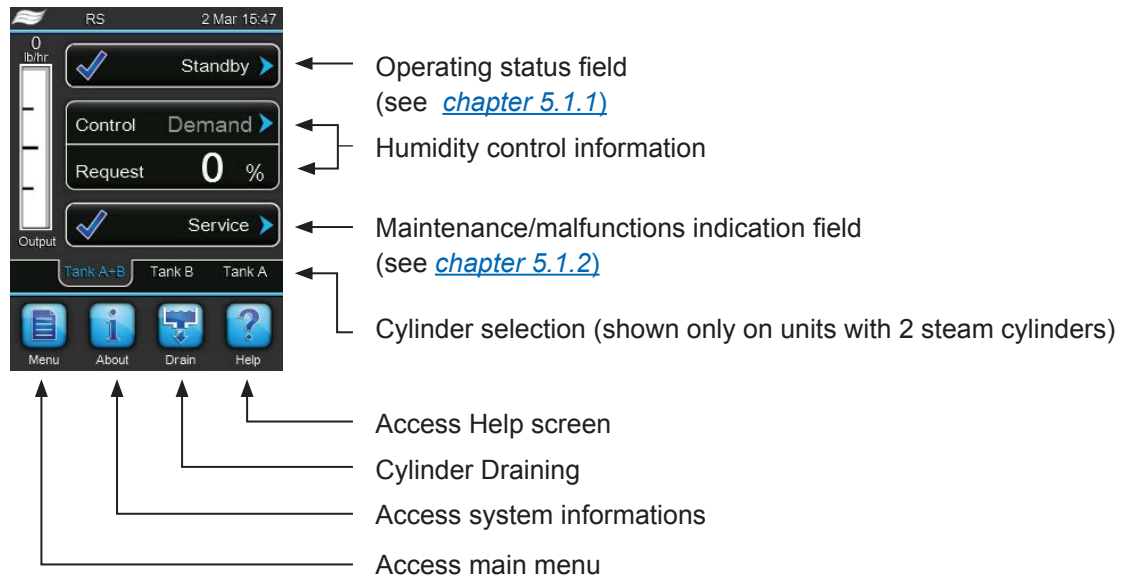 RS 2 Mar 15:47
0
lb/hr
Standby
Control Demand
Request 0 %
Service
Output
Tank A+B Tank B Tank A
Menu About Drain Help
Operating status field
(see chapter 5.1.1)
Humidity control information
Maintenance/malfunctions indication field
(see chapter 5.1.2)
Cylinder selection (shown only on units with 2 steam cylinders)
Access Help screen
Cylinder Draining
Access system informations
Access main menu